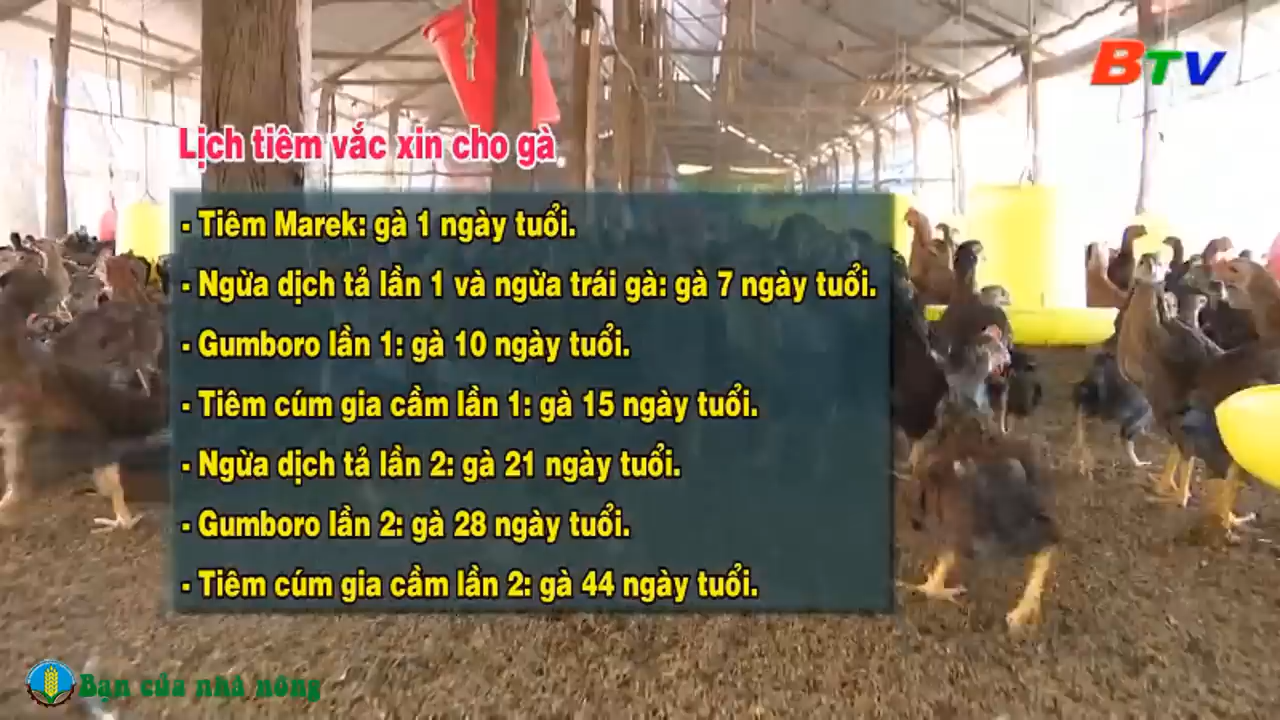 BTV
Lịch tiêm vắc xin cho gà
- Tiêm Marek: gà 1 ngày tuổi.
- Ngừa dịch tả lần 1 và ngừa trái gà: gà 7 ngày tuổi.
- Gumboro lần 1: gà 10 ngày tuổi.
- Tiêm cúm gia cầm lần 1: gà 15 ngày tuổi.
- Ngừa dịch tả lần 2: gà 21 ngày tuổi.
- Gumboro lần 2: gà 28 ngày tuổi.
- Tiêm cúm gia cầm lần 2: gà 44 ngày tuổi.
Bạn của nhà nông